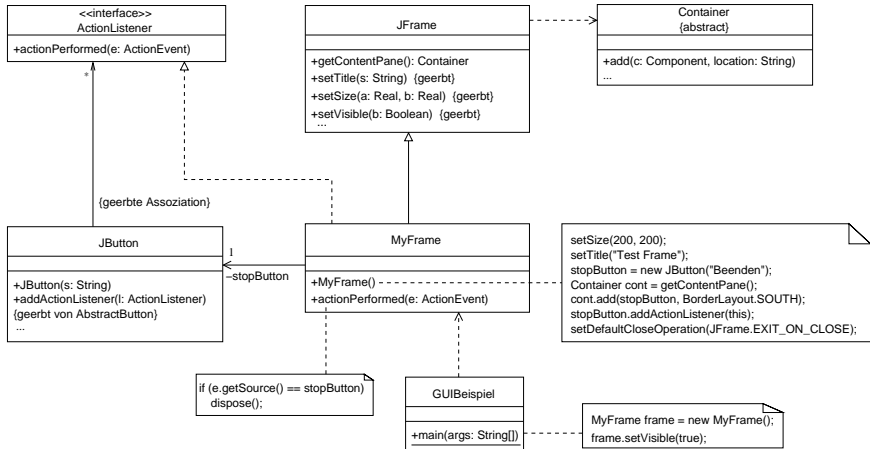 <<interface>>
ActionListener
+actionPerformed(e: ActionEvent)
*
{geerbte Assoziation}
JFrame
+getContentPane(): Container
+setTitle(s: String) {geerbt}
+setSize(a: Real, b: Real) {geerbt}
+setVisible(b: Boolean) {geerbt}
...
Container
{abstract}
+add(c: Component, location: String)
...
JButton
+JButton(s: String)
+addActionListener(l: ActionListener)
{geerbt von AbstractButton}
...
1
−stopButton
MyFrame
+MyFrame()
+actionPerformed(e: ActionEvent)
setSize(200, 200);
setTitle("Test Frame");
stopButton = new JButton("Beenden");
Container cont = getContentPane();
cont.add(stopButton, BorderLayout.SOUTH);
stopButton.addActionListener(this);
setDefaultCloseOperation(JFrame.EXIT_ON_CLOSE);
if (e.getSource() == stopButton)
dispose();
GUIBeispiel
+main(args: String[])
MyFrame frame = new MyFrame();
frame.setVisible(true);